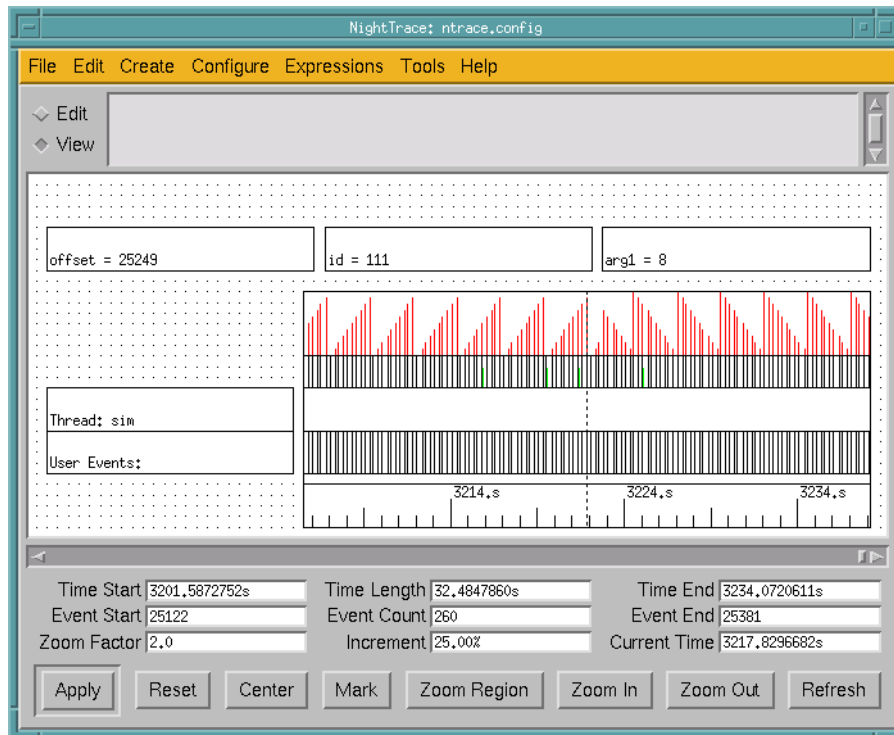 NightTrace: ntrace.config
File Edit Create Configure Expressions Tools Help
Edit
View
offset = 25249 id = 111 arg1 = 8
Thread: sim
User Events:
3214.s 3224.s 3234.s
Time Start 3201.5872752s Time Length 32.4847860s Time End 3234.0720611s
Event Start 25122 Event Count 260 Event End 25381
Zoom Factor 2.0 Increment 25.00% Current Time 3217.8296682s
Apply Reset Center Mark Zoom Region Zoom In Zoom Out Refresh